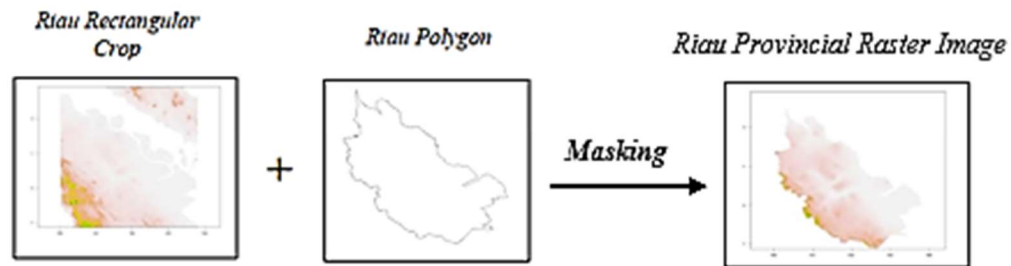 Riau Rectangular
Crop
Riau Polygon
Riau Provincial Raster Image
+
Masking